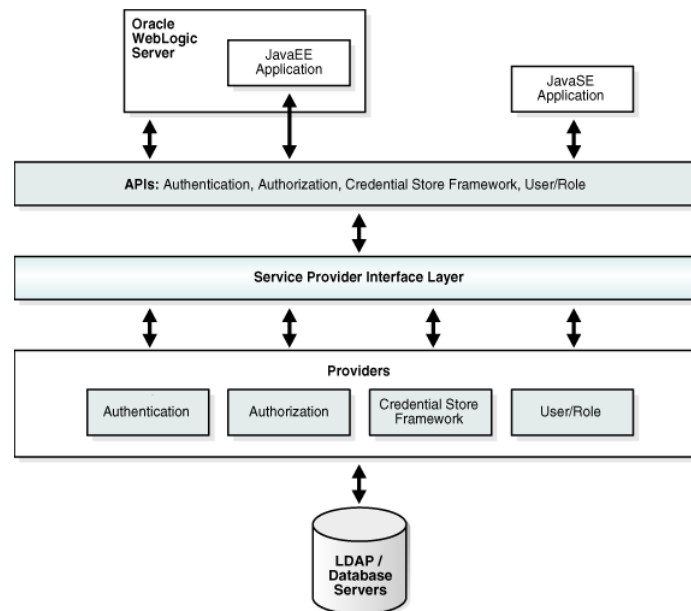 Oracle
WebLogic
Server
JavaEE
Application
JavaSE
Application
APIs: Authentication, Authorization, Credential Store Framework, User/Role
Service Provider Interface Layer
Providers
Authentication
Authorization
Credential Store
Framework
User/Role
LDAP /
Database
Servers